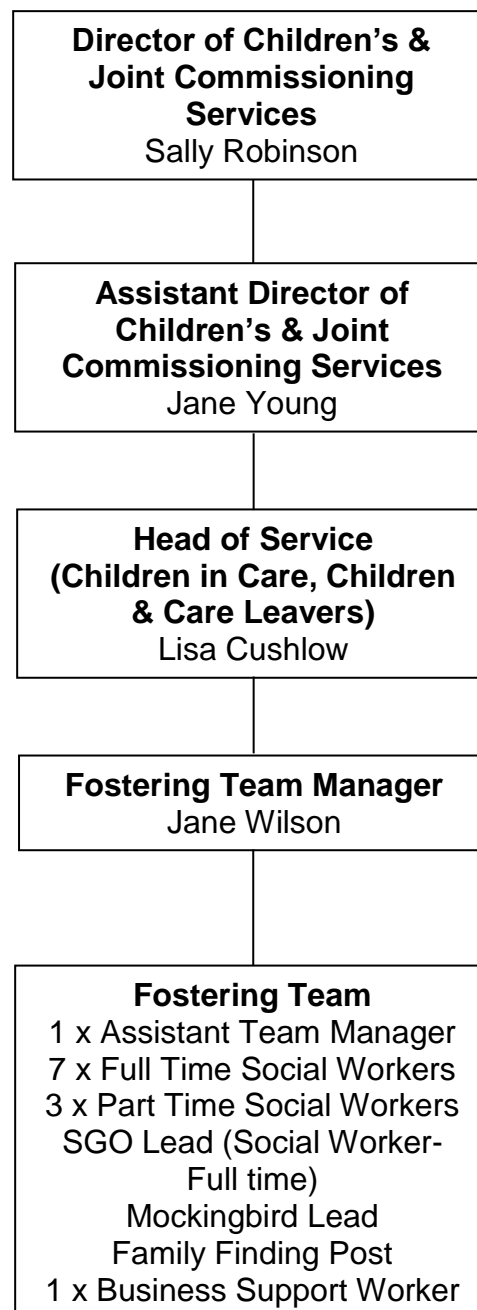 Director of Children’s &
Joint Commissioning
Services
Sally Robinson
Assistant Director of
Children’s & Joint
Commissioning Services
Jane Young
Head of Service
(Children in Care, Children
& Care Leavers)
Lisa Cushlow
Fostering Team Manager
Jane Wilson
Fostering Team
1 x Assistant Team Manager
7 x Full Time Social Workers
3 x Part Time Social Workers
SGO Lead (Social Worker-
Full time)
Mockingbird Lead
Family Finding Post
1 x Business Support Worker